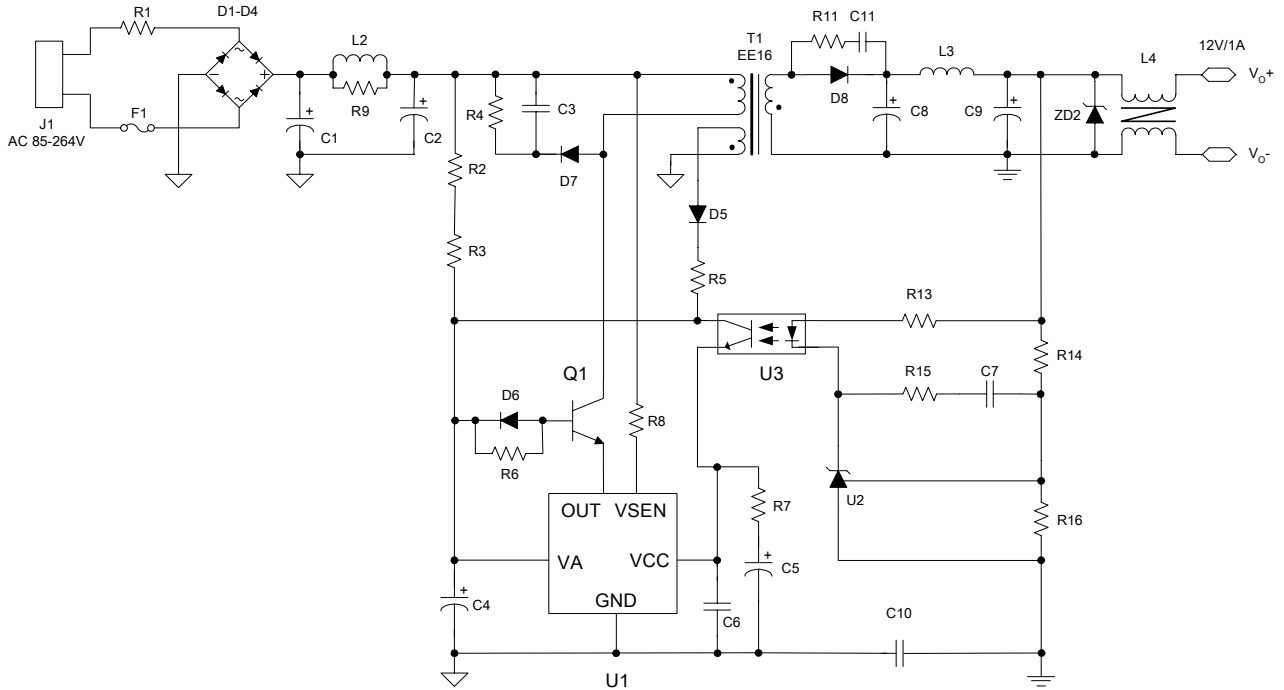 R1
D1-D4
J1
AC 85-264V
F1
L2
R9
C1
+
C2
+
R4
C3
D7
R2
R3
T1
EE16
R11
C11
D8
L3
C8
+
C9
+
ZD2
L4
12V/1A
VO+
VO-
D5
R5
R13
R14
U3
R15
C7
Q1
D6
R6
R8
U2
R16
OUT
VSEN
VA
VCC
GND
U1
R7
C5
+
C6
C4
+
C10